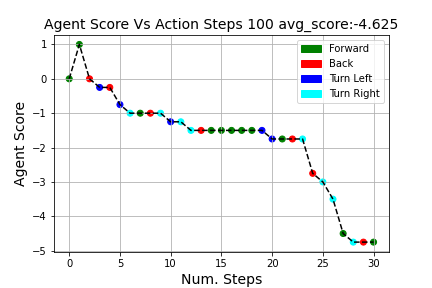 Agent Score Vs Action Steps 100 avg_score:-4.625
Forward
Back
Turn Left
Turn Right
Agent Score
1
0
−1
−2
−3
−4
−5
0 5 10 15 20 25 30
Num. Steps